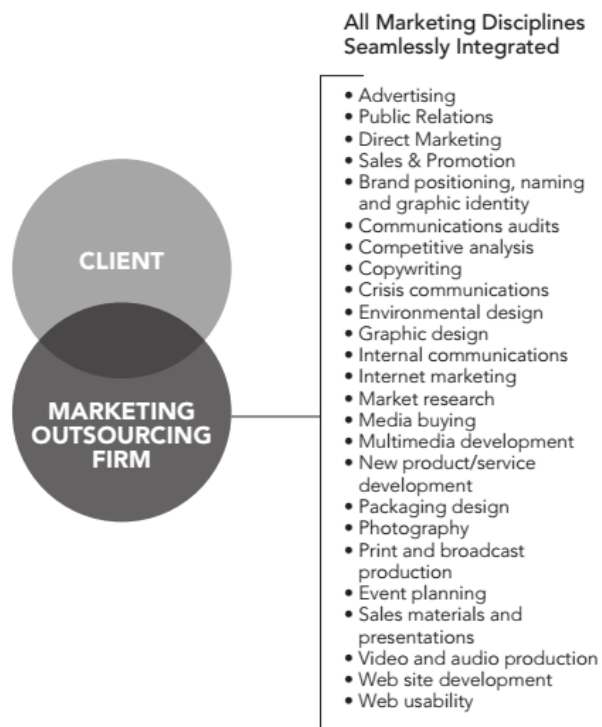 All Marketing Disciplines
Seamlessly Integrated
• Advertising
• Public Relations
• Direct Marketing
• Sales & Promotion
• Brand positioning, naming
and graphic identity
• Communications audits
• Competitive analysis
• Copywriting
• Crisis communications
• Environmental design
• Graphic design
• Internal communications
• Internet marketing
• Market research
• Media buying
• Multimedia development
• New product/service
development
• Packaging design
• Photography
• Print and broadcast
production
• Event planning
• Sales materials and
presentations
• Video and audio production
• Web site development
• Web usability
CLIENT
MARKETING
OUTSOURCING
FIRM